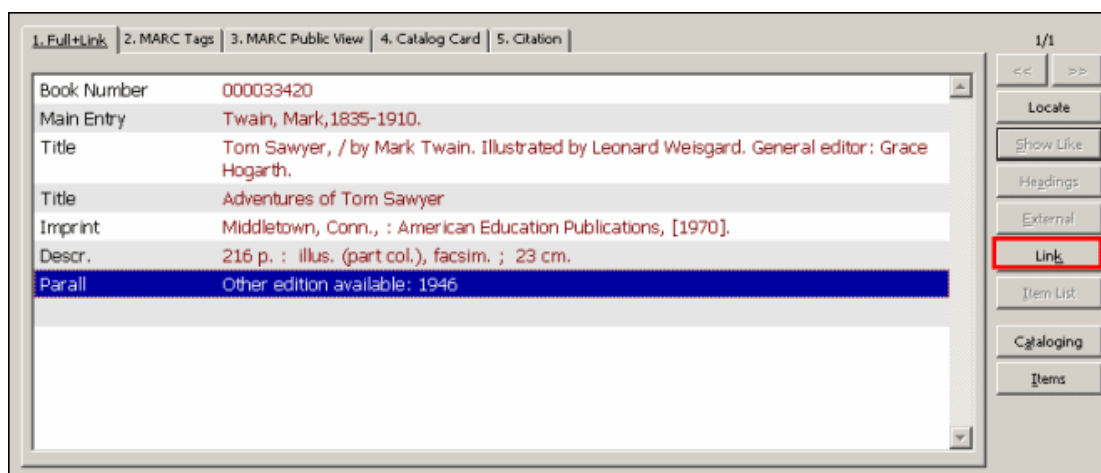 1. Full+Link 2. MARC Tags 3. MARC Public View 4. Catalog Card 5. Citation
1/1
<< >>
Book Number 000033420
Main Entry Twain, Mark,1835-1910.
Title Tom Sawyer, / by Mark Twain. Illustrated by Leonard Weisgard. General editor: Grace
Hogarth.
Title Adventures of Tom Sawyer
Imprint Middletown, Conn., : American Education Publications, [1970].
Descr. 216 p. : illus. (part col.), facsim. ; 23 cm.
Parall Other edition available: 1946
Locate
Show Like
Headings
External
Link
Item List
Cataloging
Items